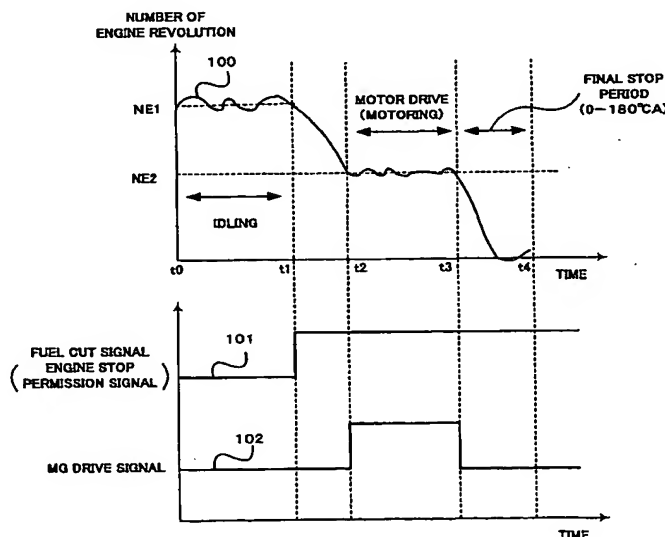 NUMBER OF
ENGINE REVOLUTION
100
NE1
MOTOR DRIVE
(MOTORING)
FINAL STOP
PERIOD
(0-180°CA)
NE2
IDLING
t0
t1
t2
t3
t4
TIME
FUEL CUT SIGNAL
(ENGINE STOP
PERMISSION SIGNAL)
101
102
MG DRIVE SIGNAL
TIME